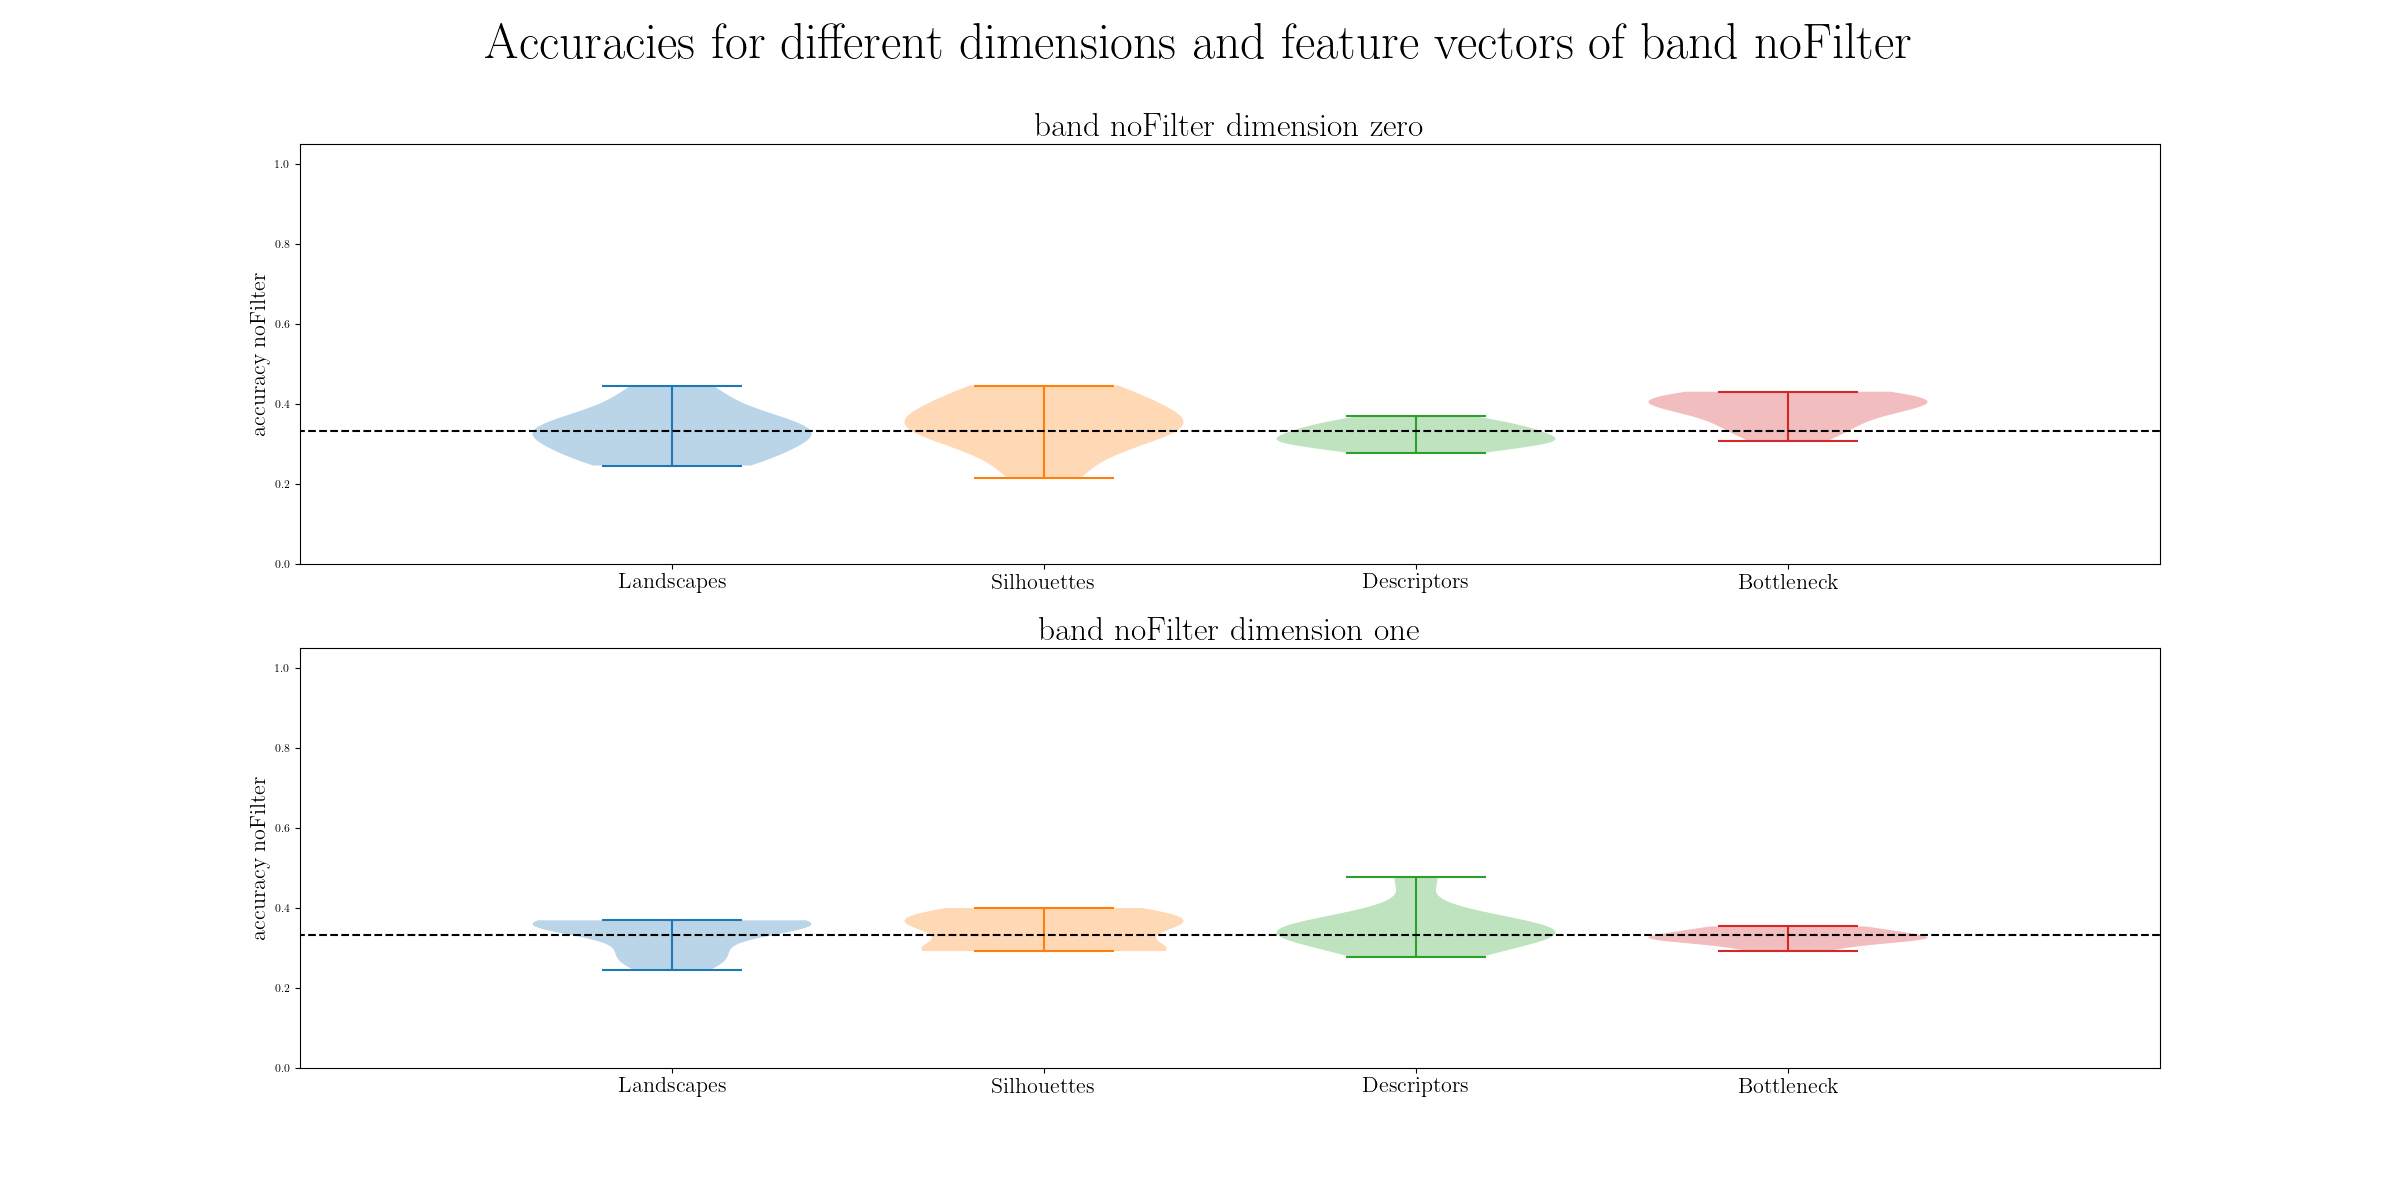 Accuracies for different dimensions and feature vectors of band noFilter
band noFilter dimension zero
accuracy noFilter
1.0
0.8
0.6
0.4
0.2
0.0
Landscapes Silhouettes Descriptors Bottleneck
band noFilter dimension one
accuracy noFilter
1.0
0.8
0.6
0.4
0.2
0.0
Landscapes Silhouettes Descriptors Bottleneck